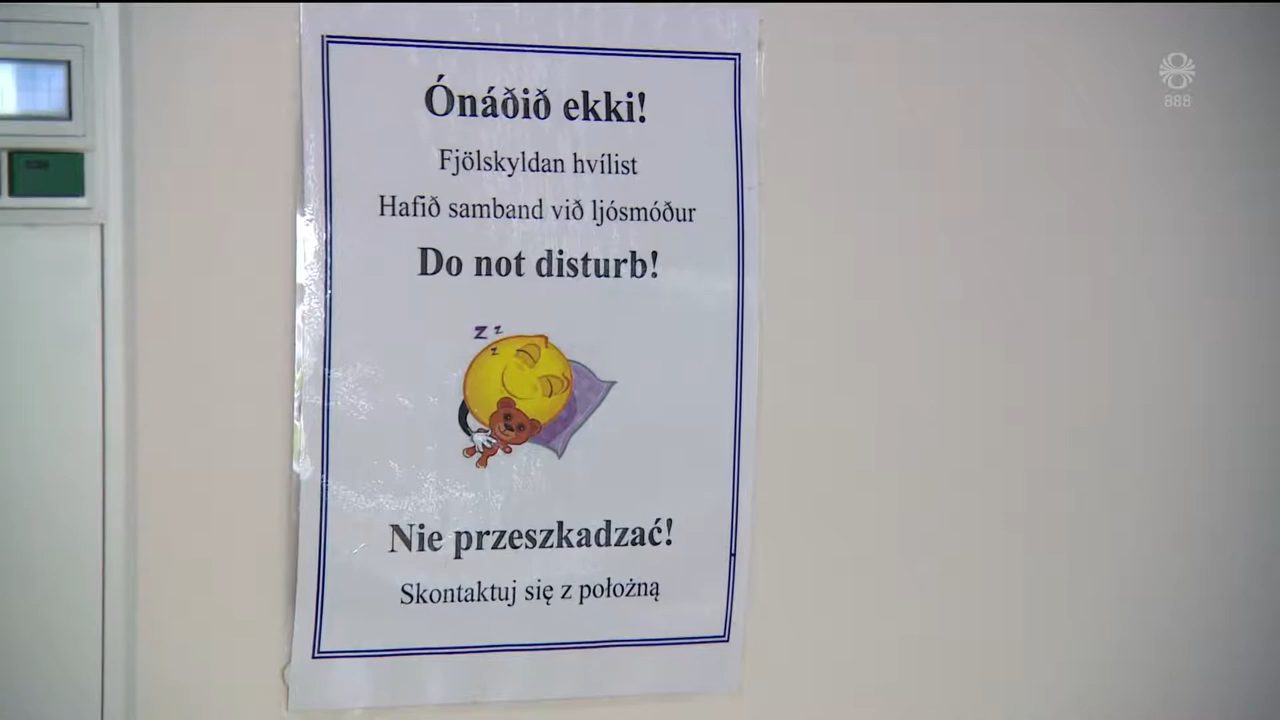 Ónáðið ekki!
Fjölskyldan hvílist
Hafið samband við ljósmóður
Do not disturb!
z z
z
Nie przeszkadzać!
Skontaktuj się z położną
888